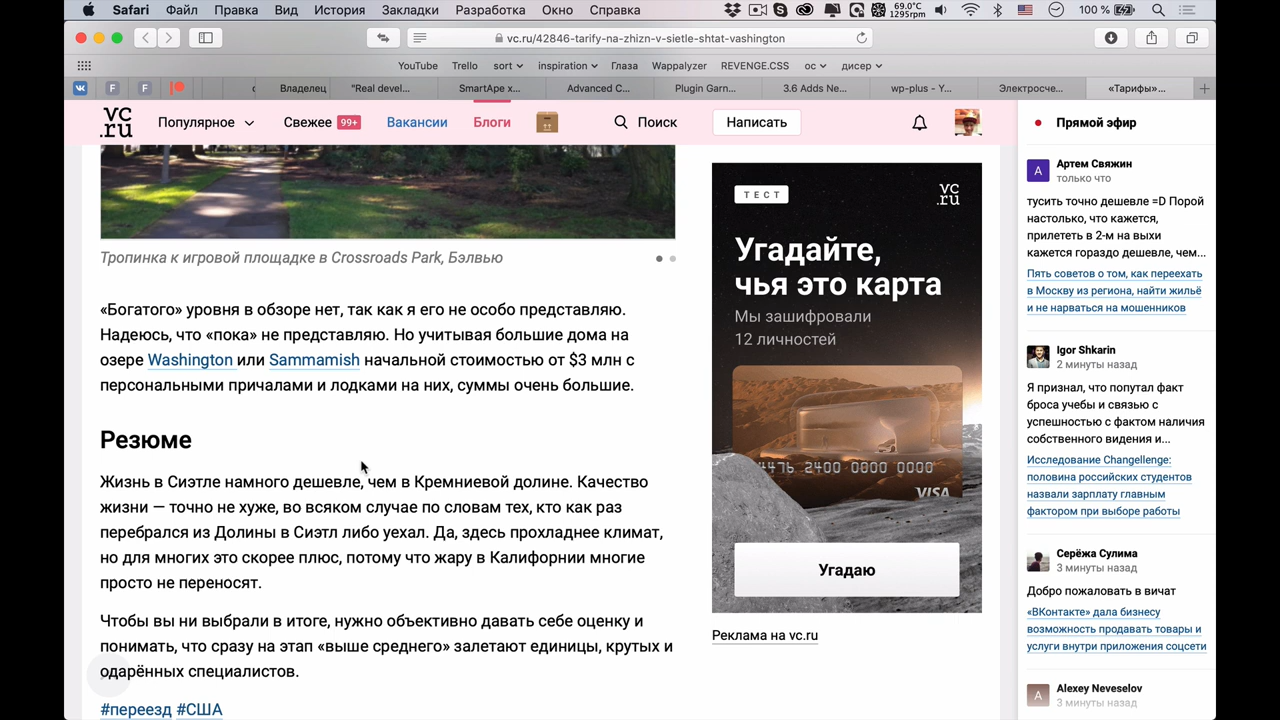 Safari Файл Правка Вид История Закладки Разработка Окно Справка 69.0°C 1295rpm 100 %
vc.ru/42846-tarify-na-zhizn-v-sietle-shtat-vashington
YouTube Trello sort inspiration Глаза Wappalyzer REVENGE.CSS ос дисер
F F Владелец "Real devel... SmartApe х... Advanced C... Plugin Garn... 3.6 Adds Ne... wp-plus - Y... Электросче... «Тарифы»...
vc.ru Популярное Свежее 99+ Вакансии Блоги Поиск Написать
Тропинка к игровой площадке в Crossroads Park, Бэлвью
«Богатого» уровня в обзоре нет, так как я его не особо представляю.
Надеюсь, что «пока» не представляю. Но учитывая большие дома на
озере Washington или Sammamish начальной стоимостью от $3 млн с
персональными причалами и лодками на них, суммы очень большие.
Резюме
Жизнь в Сиэтле намного дешевле, чем в Кремниевой долине. Качество
жизни — точно не хуже, во всяком случае по словам тех, кто как раз
перебрался из Долины в Сиэтл либо уехал. Да, здесь прохладнее климат,
но для многих это скорее плюс, потому что жару в Калифорнии многие
просто не переносят.
Чтобы вы ни выбрали в итоге, нужно объективно давать себе оценку и
понимать, что сразу на этап «выше среднего» залетают единицы, крутых и
одарённых специалистов.
#переезд #США
ТЕСТ
vc.ru
Угадайте,
чья это карта
Мы зашифровали
12 личностей
4476 2400 0800 0000
VISA
Угадаю
Реклама на vc.ru
Прямой эфир
А
Артем Свяжин
только что
тусить точно дешевле =D Порой
настолько, что кажется,
прилететь в 2-м на выхи
кажется гораздо дешевле, чем...
Пять советов о том, как переехать
в Москву из региона, найти жильё
и не нарваться на мошенников
Igor Shkarin
2 минуты назад
Я признал, что попутал факт
броса учебы и связью с
успешностью с фактом наличия
собственного видения и...
Исследование Changellenge:
половина российских студентов
назвали зарплату главным
фактором при выборе работы
Серёжа Сулима
3 минуты назад
Добро пожаловать в вичат
«ВКонтакте» дала бизнесу
возможность продавать товары и
услуги внутри приложения соцсети
A
Alexey Neveselov
3 минуты назад